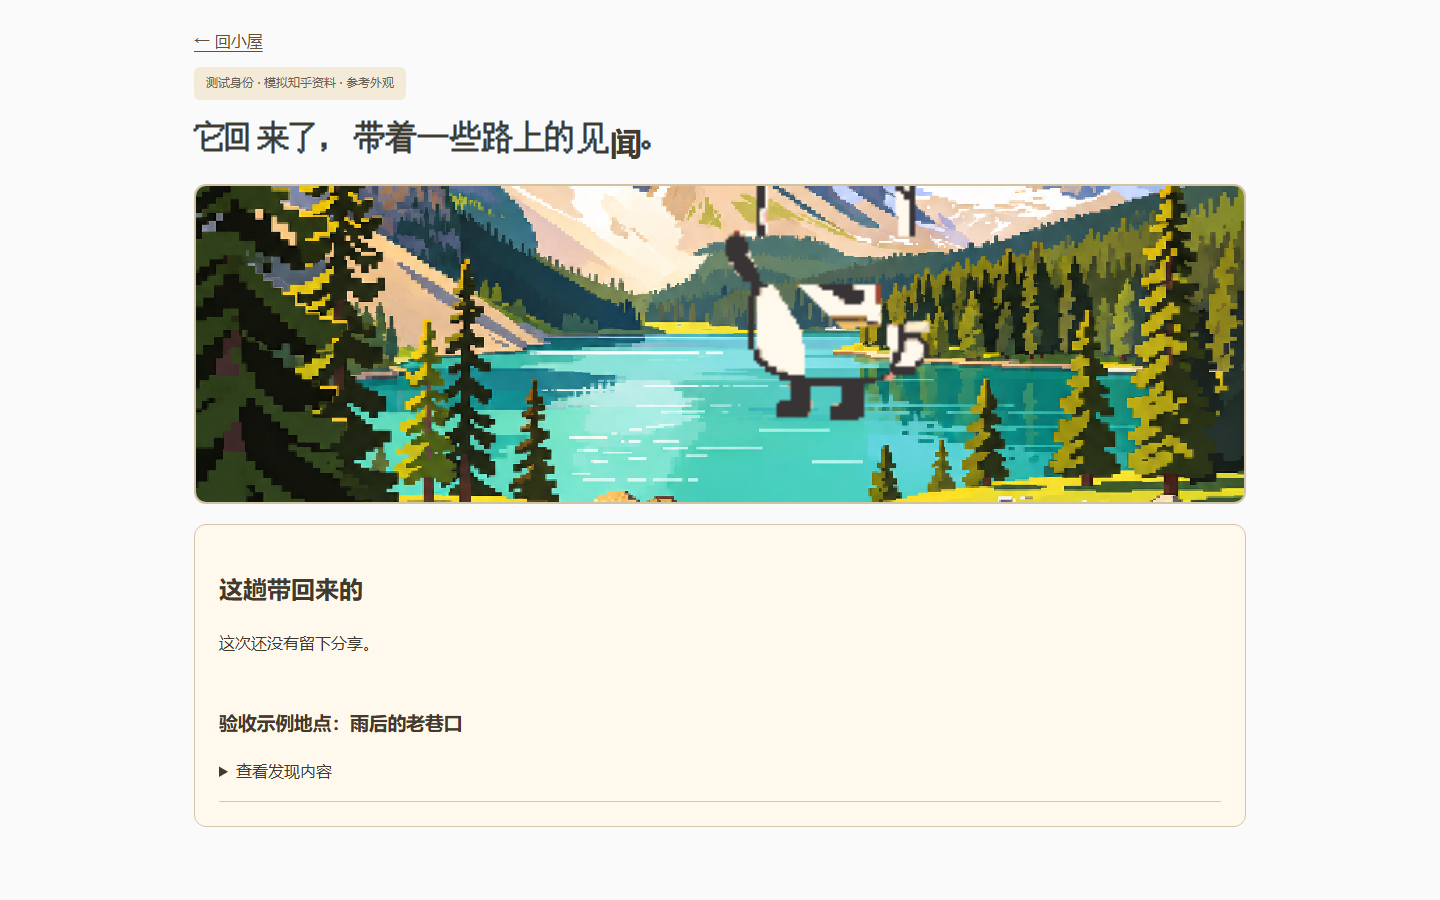 ← 回小屋
测试身份 · 模拟知乎资料 · 参考外观
它回来了，带着一些路上的见闻。
这趟带回来的
这次还没有留下分享。
验收示例地点：雨后的老巷口
▶ 查看发现内容